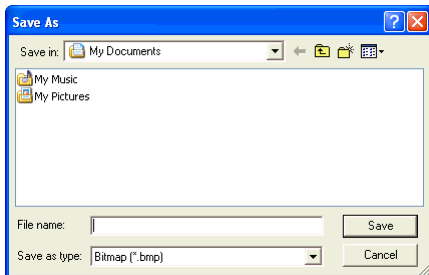 Save As
Save in: My Documents
My Music
My Pictures
File name:
Save
Save as type: Bitmap (*.bmp)
Cancel